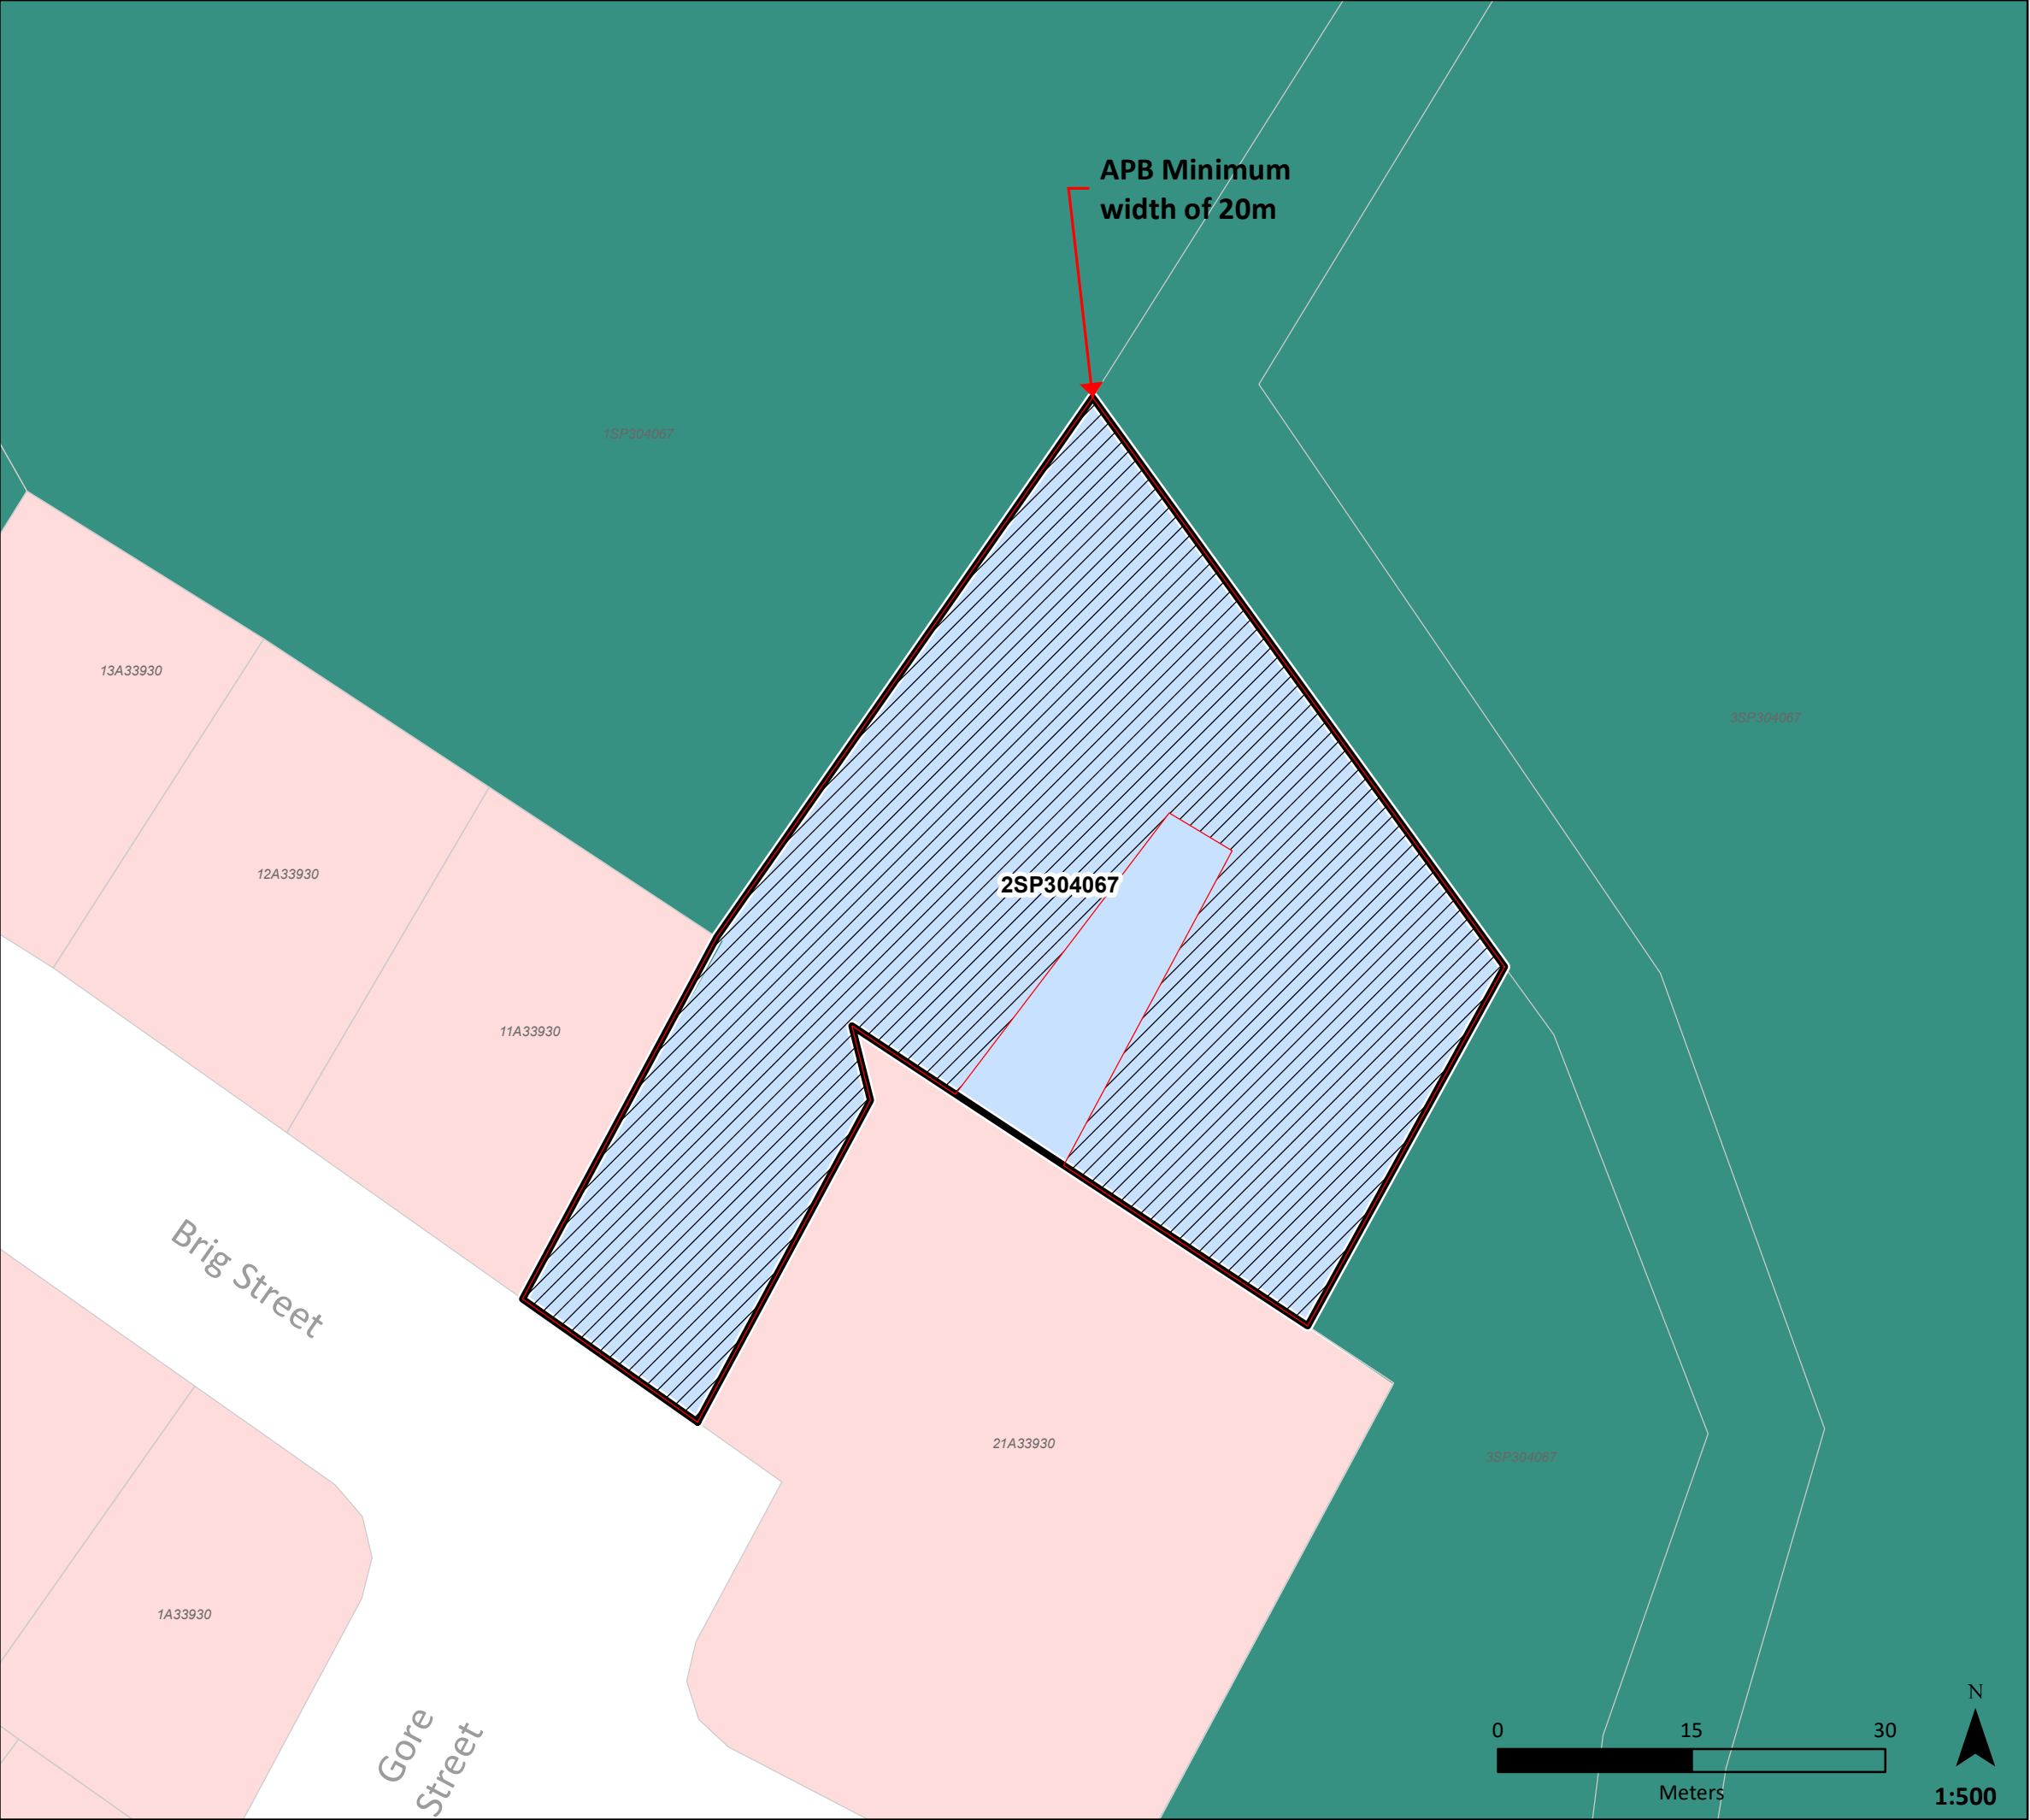 APB Minimum
width of 20m
1SP304067
13A33930
3SP304067
12A33930
2SP304067
11A33930
Brig Street
21A33930
3SP304067
1A33930
Gore
Street
N
0 15 30
Meters
1:500